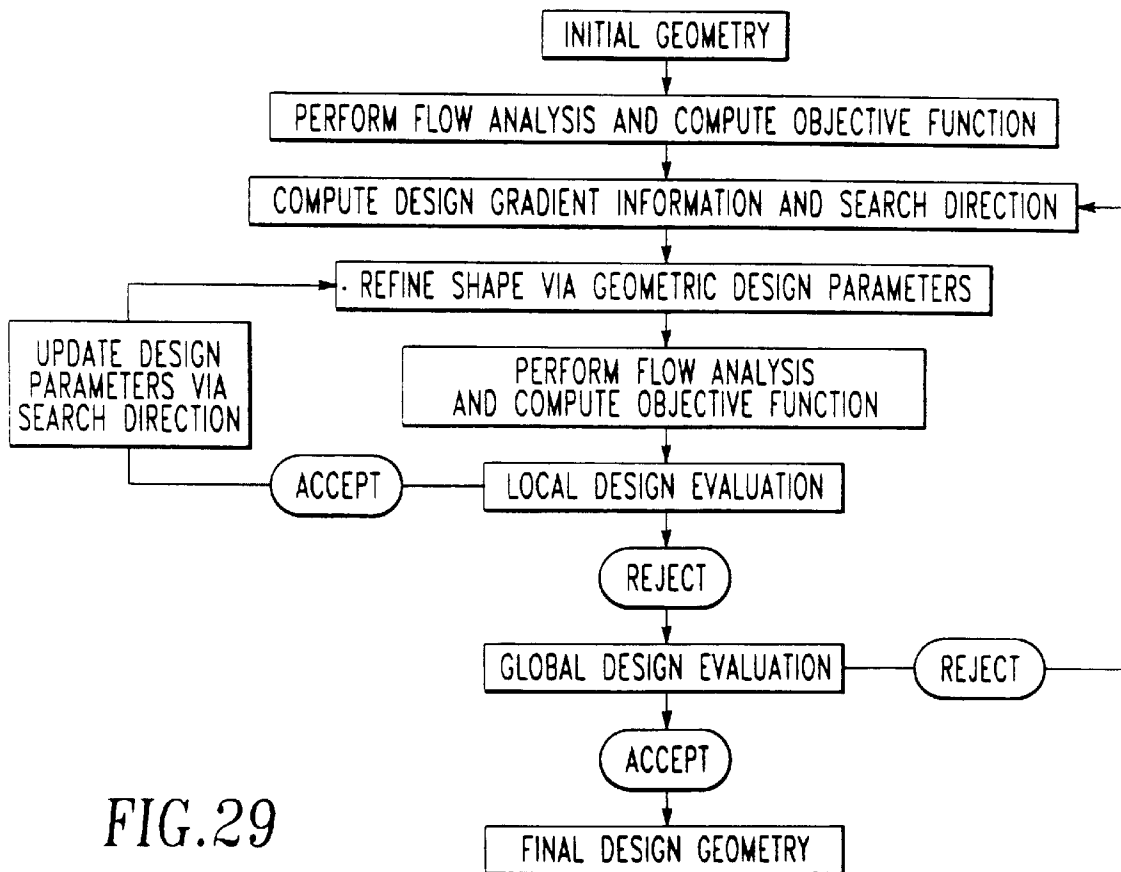 INITIAL GEOMETRY
PERFORM FLOW ANALYSIS AND COMPUTE OBJECTIVE FUNCTION
COMPUTE DESIGN GRADIENT INFORMATION AND SEARCH DIRECTION
REFINE SHAPE VIA GEOMETRIC DESIGN PARAMETERS
UPDATE DESIGN
PARAMETERS VIA
SEARCH DIRECTION
PERFORM FLOW ANALYSIS
AND COMPUTE OBJECTIVE FUNCTION
ACCEPT
LOCAL DESIGN EVALUATION
REJECT
GLOBAL DESIGN EVALUATION
REJECT
ACCEPT
FINAL DESIGN GEOMETRY
FIG.29